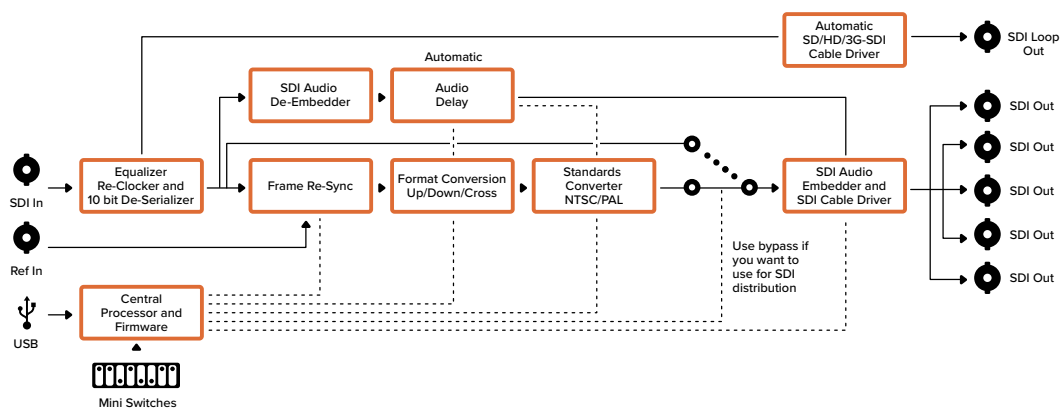 Automatic
SD/HD/3G-SDI
Cable Driver
SDI Loop
Out
Automatic
SDI Audio
De-Embedder
Audio
Delay
SDI Out
SDI Out
SDI In
Equalizer
Re-Clocker and
10 bit De-Serializer
Frame Re-Sync
Format Conversion
Up/Down/Cross
Standards
Converter
NTSC/PAL
SDI Audio
Embedder and
SDI Cable Driver
SDI Out
SDI Out
SDI Out
Ref In
Use bypass if
you want to
use for SDI
distribution
USB
Central
Processor and
Firmware
Mini Switches